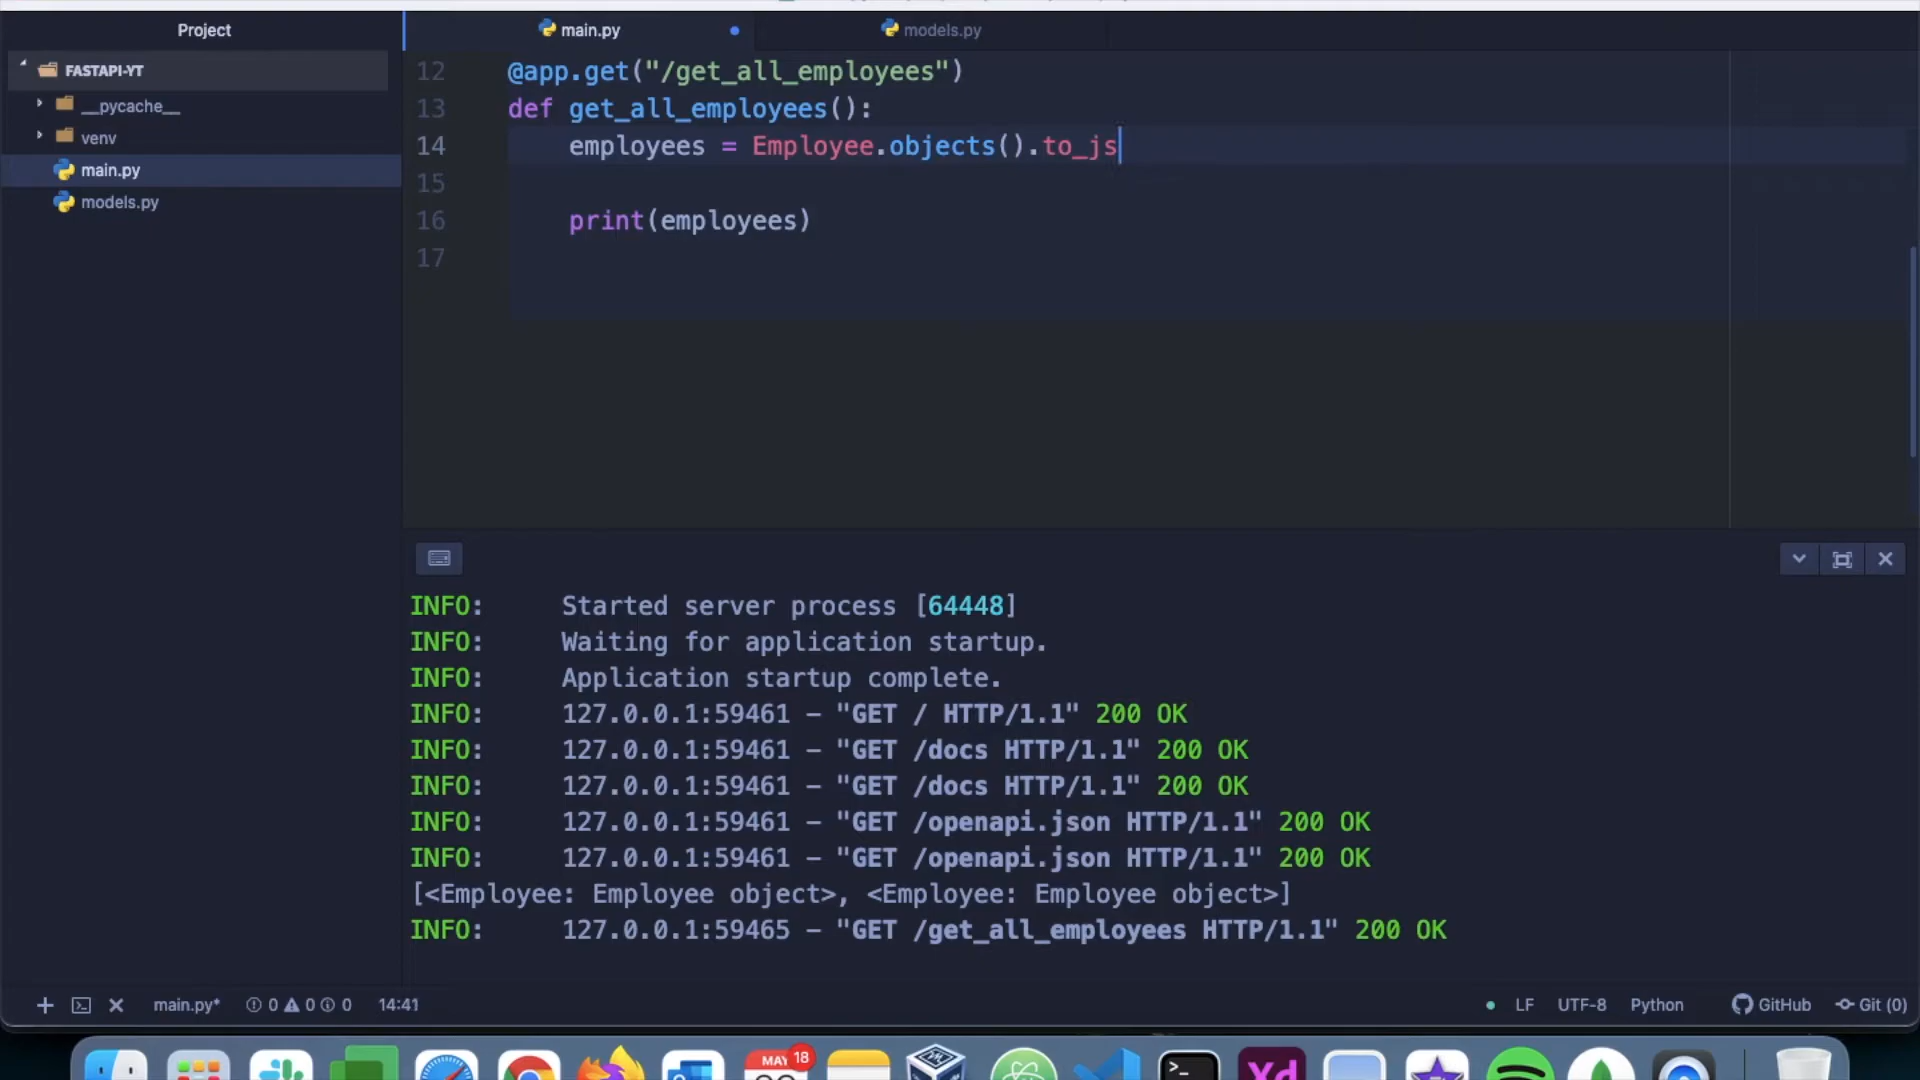 Project
main.py
models.py
FASTAPI-YT
__pycache__
venv
main.py
models.py
12 @app.get("/get_all_employees")
13 def get_all_employees():
14 employees = Employee.objects().to_js
15
16 print(employees)
17
INFO: Started server process [64448]
INFO: Waiting for application startup.
INFO: Application startup complete.
INFO: 127.0.0.1:59461 – "GET / HTTP/1.1" 200 OK
INFO: 127.0.0.1:59461 – "GET /docs HTTP/1.1" 200 OK
INFO: 127.0.0.1:59461 – "GET /docs HTTP/1.1" 200 OK
INFO: 127.0.0.1:59461 – "GET /openapi.json HTTP/1.1" 200 OK
INFO: 127.0.0.1:59461 – "GET /openapi.json HTTP/1.1" 200 OK
[<Employee: Employee object>, <Employee: Employee object>]
INFO: 127.0.0.1:59465 – "GET /get_all_employees HTTP/1.1" 200 OK
main.py* 0 0 0 14:41 LF UTF-8 Python GitHub Git (0)
MAY 18
Xd